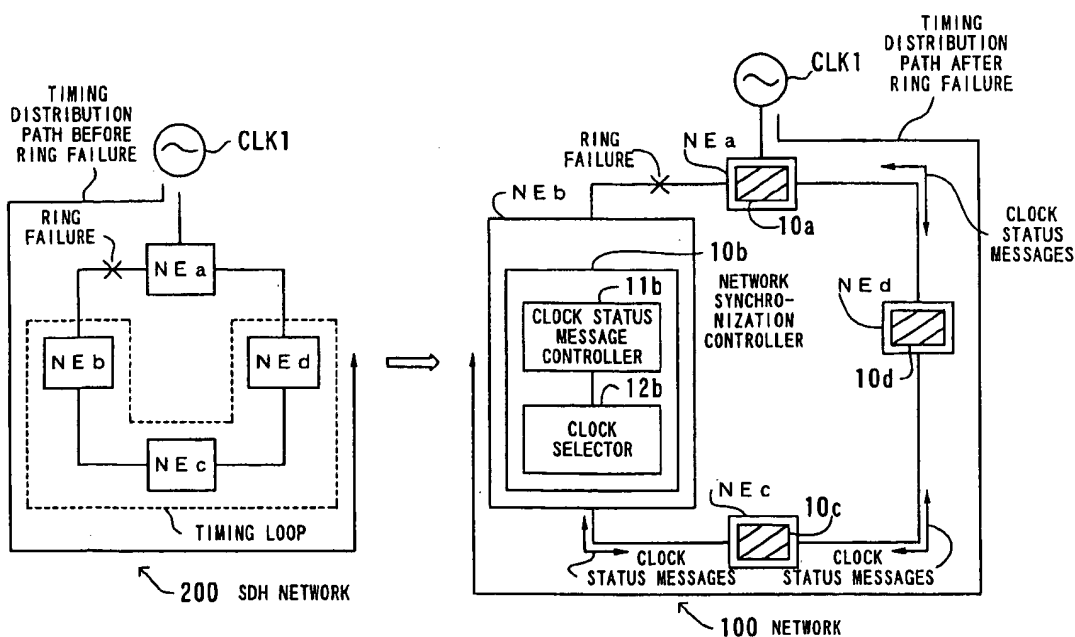 TIMING
DISTRIBUTION
PATH BEFORE
RING FAILURE
CLK1
RING
FAILURE
NEa
NEb
NEd
NEc
TIMING LOOP
200 SDH NETWORK
TIMING
DISTRIBUTION
PATH AFTER
RING FAILURE
CLK1
RING
FAILURE
NEa
10a
NEb
10b
11b
CLOCK STATUS
MESSAGE
CONTROLLER
12b
CLOCK
SELECTOR
NETWORK
SYNCHRO-
NIZATION
CONTROLLER
CLOCK
STATUS
MESSAGES
NEd
10d
NEc
10c
CLOCK
STATUS MESSAGES
CLOCK
STATUS MESSAGES
100 NETWORK